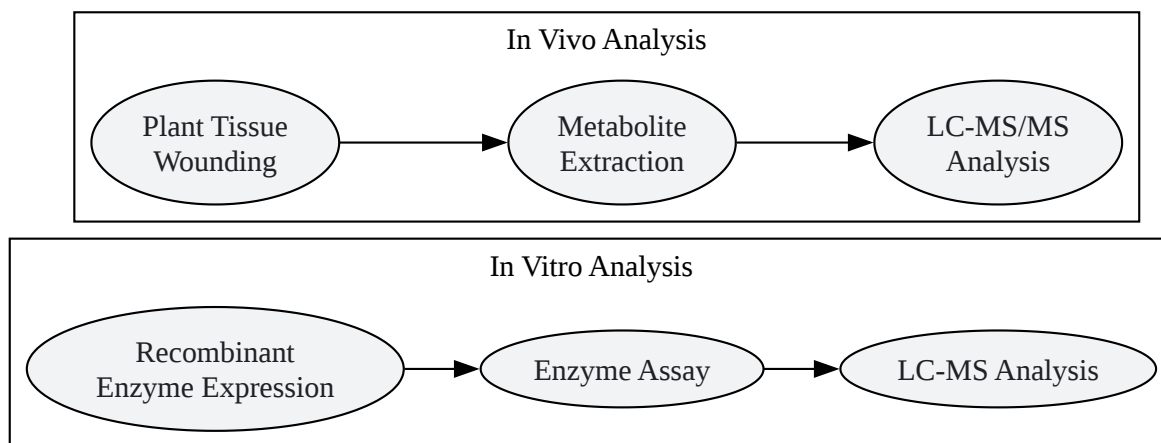 In Vivo Analysis
Plant Tissue
Wounding
Metabolite
Extraction
LC-MS/MS
Analysis
In Vitro Analysis
Recombinant
Enzyme Expression
Enzyme Assay
LC-MS Analysis